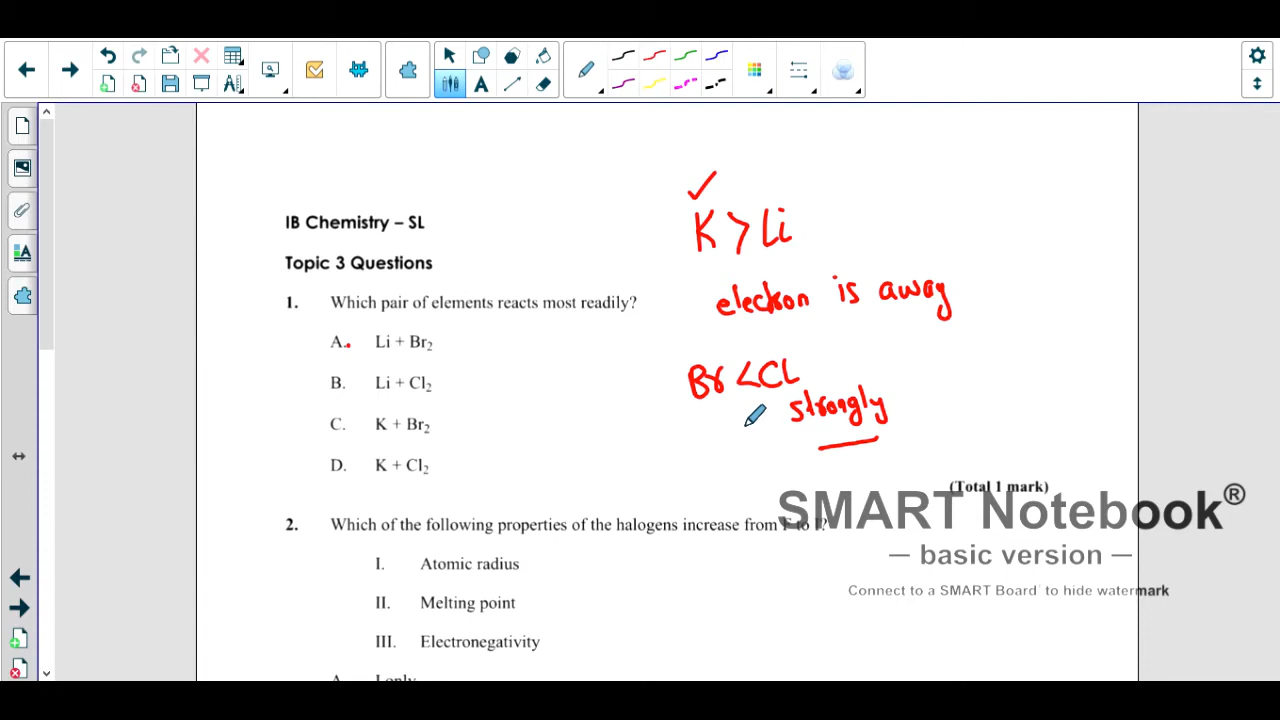 IB Chemistry – SL
Topic 3 Questions
1. Which pair of elements reacts most readily?
A. Li + Br₂
B. Li + Cl₂
C. K + Br₂
D. K + Cl₂
(Total 1 mark)
✓
K > Li
electron is away
Br < CL
strongly
2. Which of the following properties of the halogens increase from F to I?
I. Atomic radius
II. Melting point
III. Electronegativity
A. I only
SMART Notebook®
— basic version —
Connect to a SMART Board to hide watermark